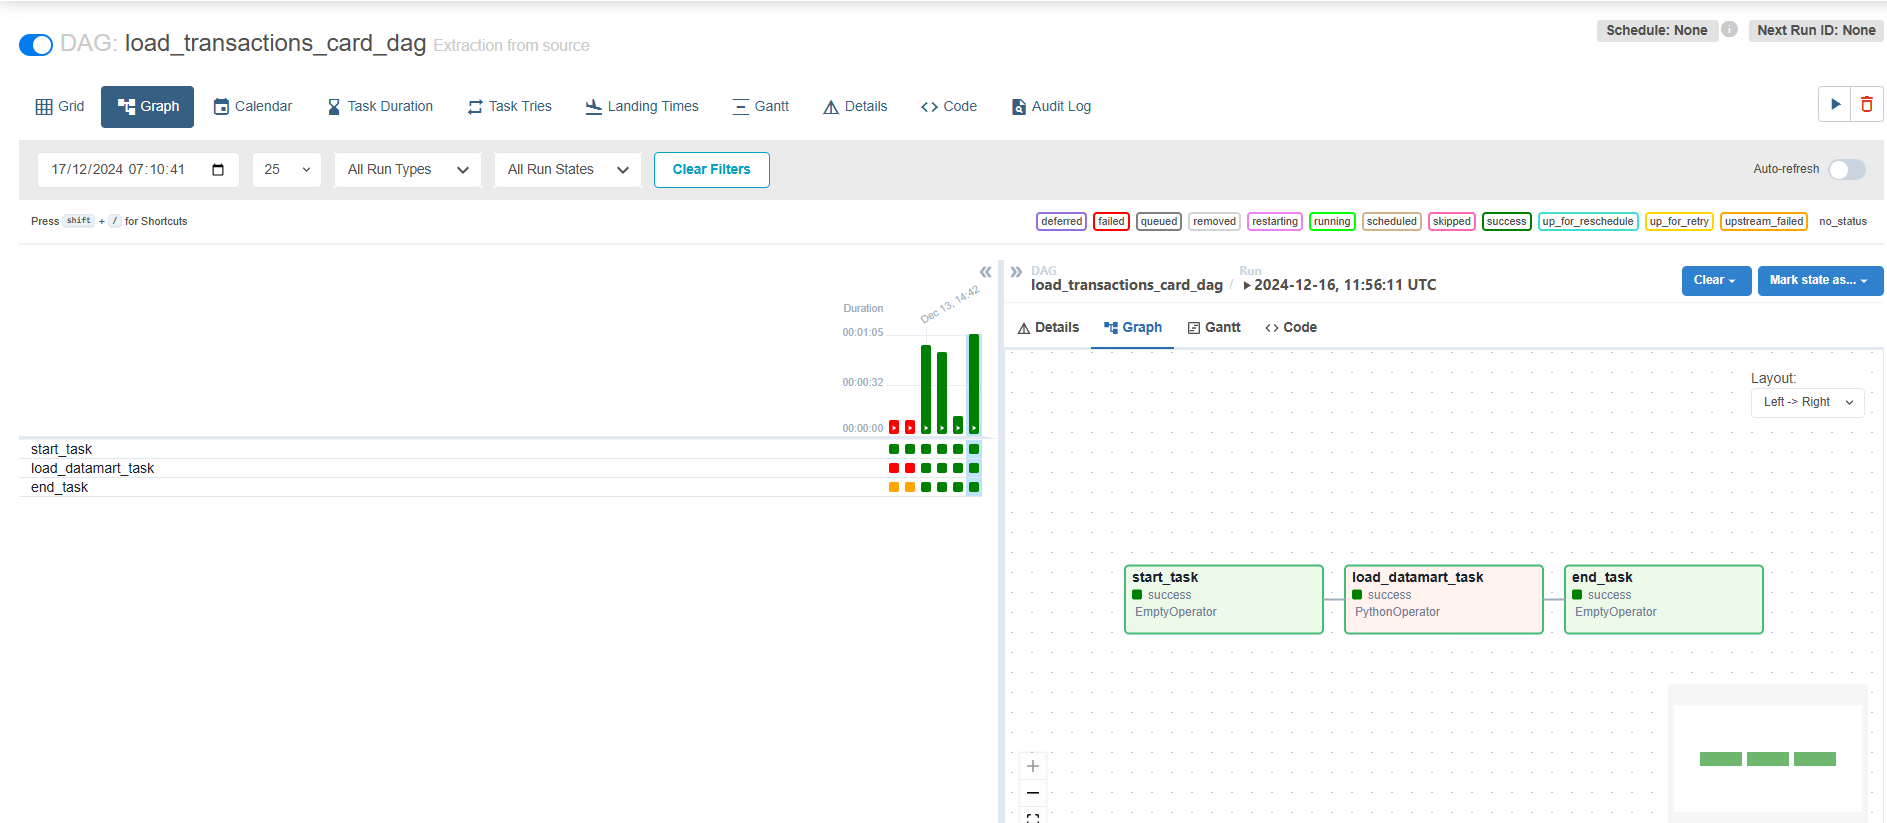 DAG: load_transactions_card_dag Extraction from source
Schedule: None Next Run ID: None
Grid Graph Calendar Task Duration Task Tries Landing Times Gantt Details Code Audit Log
17/12/2024 07:10:41 25 All Run Types All Run States Clear Filters Auto-refresh
Press shift + / for Shortcuts
deferred failed queued removed restarting running scheduled skipped success up_for_reschedule up_for_retry upstream_failed no_status
Dec 13, 14:42
Duration
00:01:05
00:00:32
00:00:00
start_task
load_datamart_task
end_task
DAG Run
load_transactions_card_dag / 2024-12-16, 11:56:11 UTC
Clear Mark state as...
Details Graph Gantt Code
Layout:
Left -> Right
start_task
success
EmptyOperator
load_datamart_task
success
PythonOperator
end_task
success
EmptyOperator